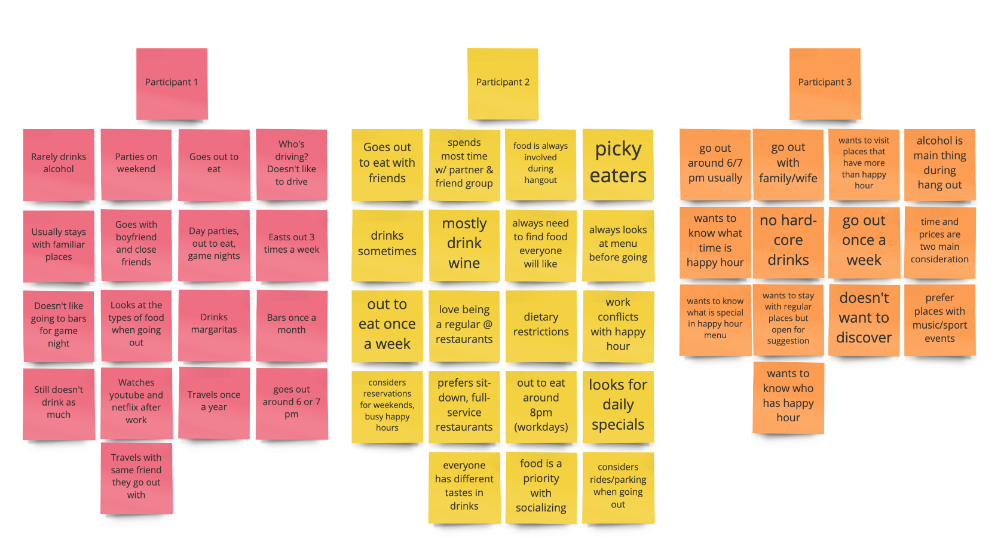 Participant 1
Rarely drinks
alcohol
Parties on
weekend
Goes out to
eat
Who's
driving?
Doesn't like
to drive
Usually stays
with familiar
places
Goes with
boyfriend
and close
friends
Day parties,
out to eat,
game nights
Easts out 3
times a week
Doesn't like
going to bars
for game
night
Looks at the
types of food
when going
out
Drinks
margaritas
Bars once a
month
Still doesn't
drink as
much
Watches
youtube and
netflix after
work
Travels once
a year
goes out
around 6 or 7
pm
Travels with
same friend
they go out
with
Participant 2
Goes out
to eat with
friends
spends
most time
w/ partner &
friend group
food is always
involved
during
hangout
picky
eaters
drinks
sometimes
mostly
drink
wine
always need
to find food
everyone
will like
always looks
at menu
before going
out to
eat once
a week
love being
a regular @
restaurants
dietary
restrictions
work
conflicts
with happy
hour
considers
reservations
for weekends,
busy happy
hours
prefers sit-
down, full-
service
restaurants
out to eat
around
8pm
(workdays)
looks for
daily
specials
everyone
has different
tastes in
drinks
food is a
priority
with
socializing
considers
rides/parking
when going
out
Participant 3
go out
around 6/7
pm usually
go out
with
family/wife
wants to visit
places that
have more
than happy
hour
alcohol is
main thing
during
hang out
wants to
know what
time is
happy hour
no hard-
core
drinks
go out
once a
week
time and
prices are
two main
consideration
wants to know
what is special
in happy hour
menu
wants to stay
with regular
places but
open for
suggestion
doesn't
want to
discover
prefer
places with
music/sport
events
wants to
know who
has happy
hour